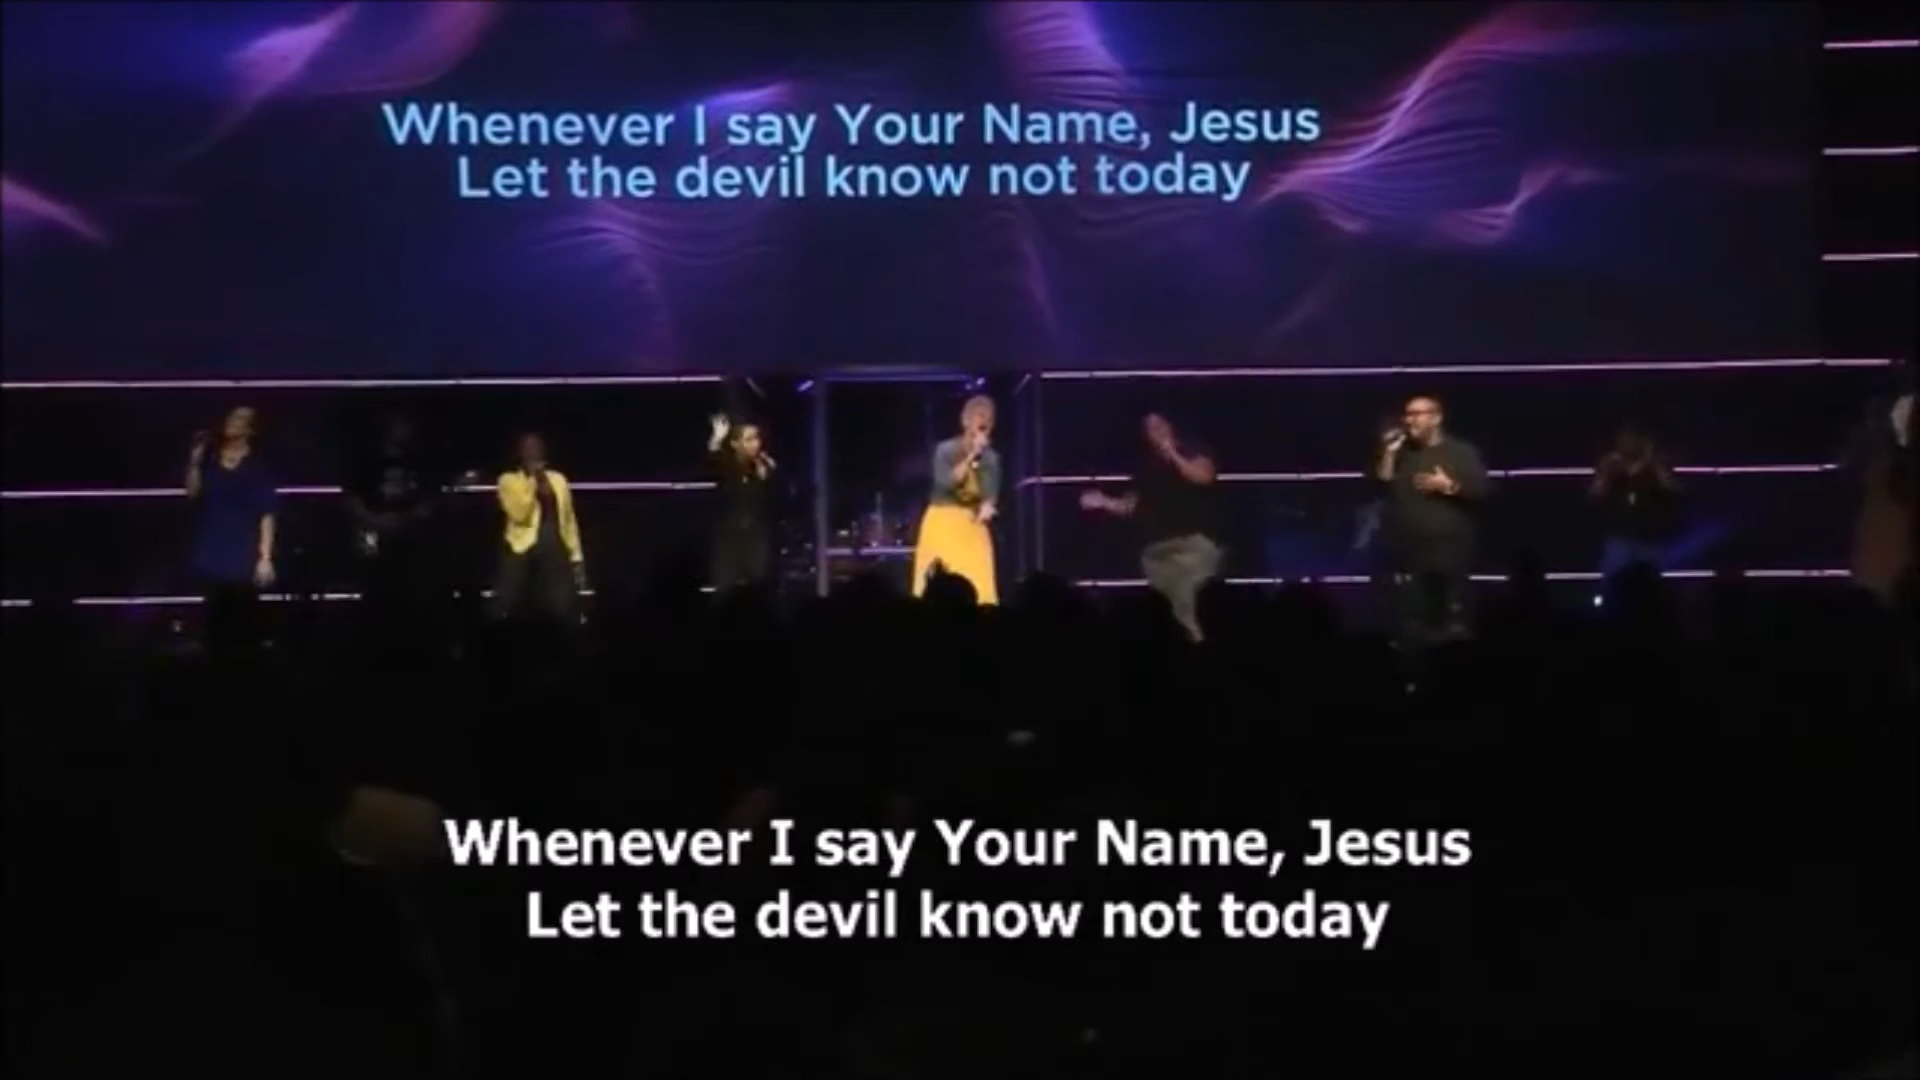 Whenever I say Your Name, Jesus
Let the devil know not today
Whenever I say Your Name, Jesus
Let the devil know not today